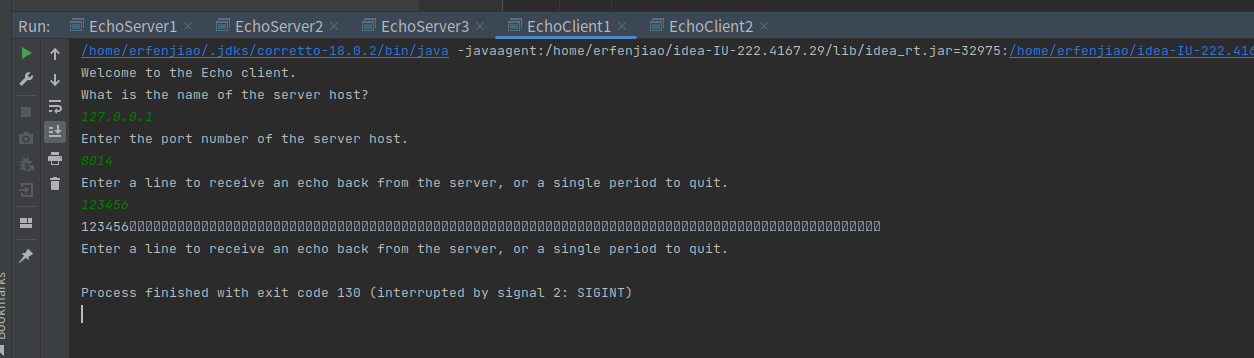 Run: EchoServer1 × EchoServer2 × EchoServer3 × EchoClient1 × EchoClient2 ×
/home/erfenjiao/.jdks/corretto-18.0.2/bin/java -javaagent:/home/erfenjiao/idea-IU-222.4167.29/lib/idea_rt.jar=32975:/home/erfenjiao/idea-IU-222.416
Welcome to the Echo client.
What is the name of the server host?
127.0.0.1
Enter the port number of the server host.
8014
Enter a line to receive an echo back from the server, or a single period to quit.
123456
123456
Enter a line to receive an echo back from the server, or a single period to quit.
Process finished with exit code 130 (interrupted by signal 2: SIGINT)
Bookmarks